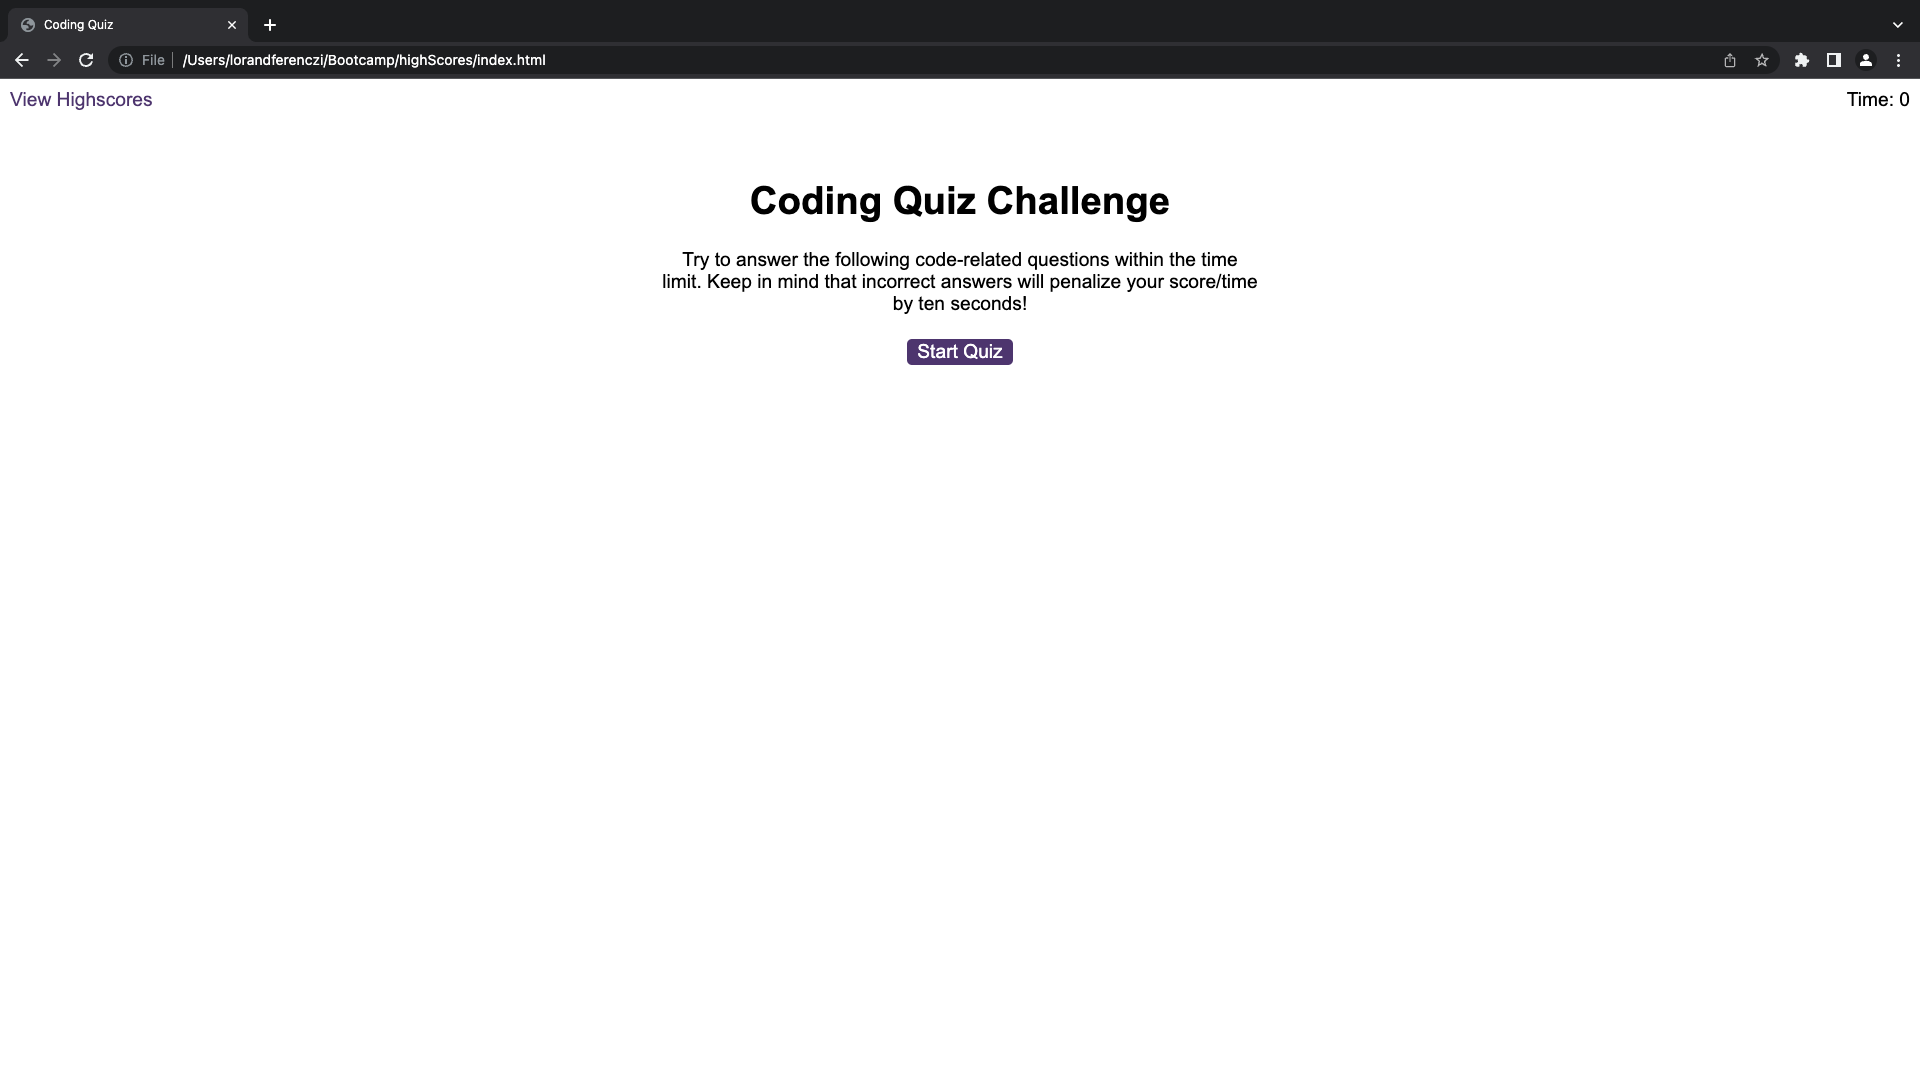 Coding Quiz
File
/Users/lorandferenczi/Bootcamp/highScores/index.html
View Highscores
Time: 0
Coding Quiz Challenge
Try to answer the following code-related questions within the time
limit. Keep in mind that incorrect answers will penalize your score/time
by ten seconds!
Start Quiz